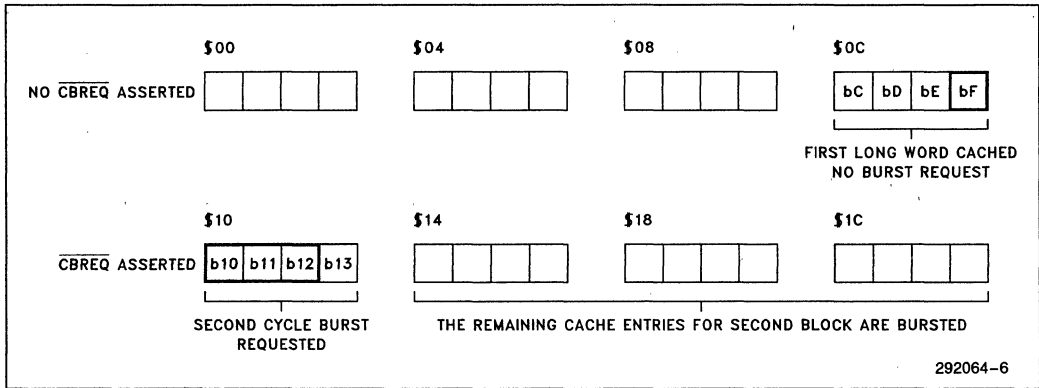 $00 $04 $08 $0C
NO CBREQ ASSERTED
bC bD bE bF
FIRST LONG WORD CACHED
NO BURST REQUEST
$10 $14 $18 $1C
CBREQ ASSERTED
b10 b11 b12 b13
SECOND CYCLE BURST
REQUESTED
THE REMAINING CACHE ENTRIES FOR SECOND BLOCK ARE BURSTED
292064-6